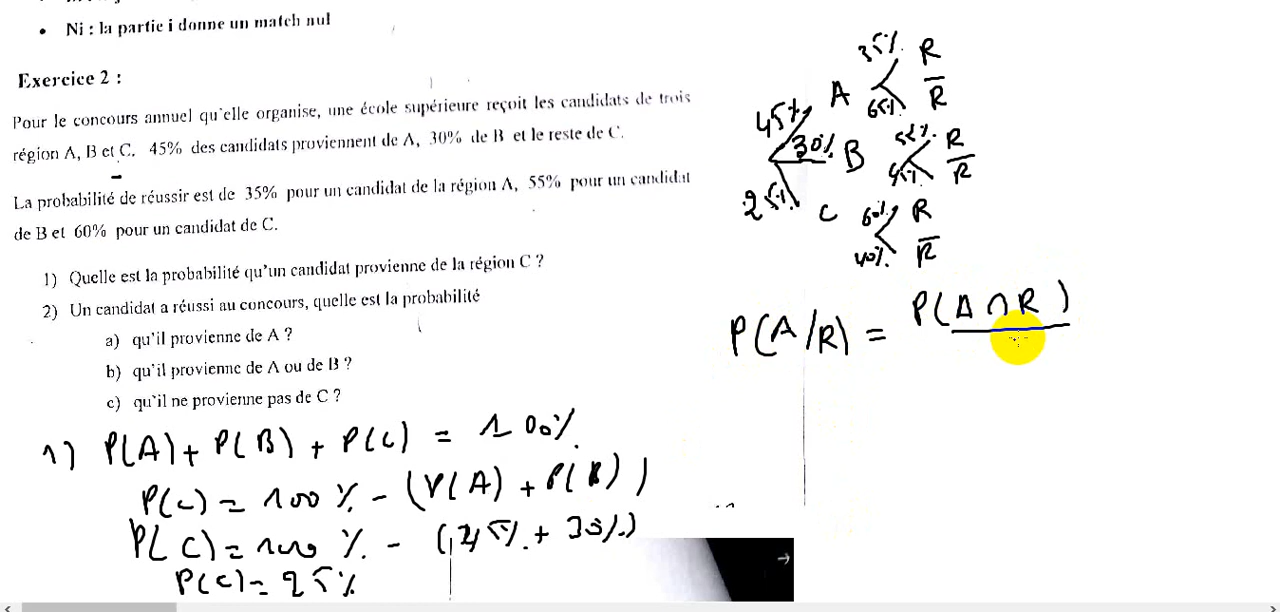 • Ni : la partie i donne un match nul
Exercice 2 :
Pour le concours annuel qu'elle organise, une école supérieure reçoit les candidats de trois
région A, B et C. 45% des candidats proviennent de A, 30% de B et le reste de C.
La probabilité de réussir est de 35% pour un candidat de la région A, 55% pour un candidat
de B et 60% pour un candidat de C.
1) Quelle est la probabilité qu'un candidat provienne de la région C ?
2) Un candidat a réussi au concours, quelle est la probabilité
a) qu'il provienne de A ?
b) qu'il provienne de A ou de B ?
c) qu'il ne provienne pas de C ?
1) P(A) + P(B) + P(C) = 100%
P(C) = 100 % - (P(A) + P(B))
P(C) = 100 % - (45% + 30%)
P(C) = 25%
35% R
45% A
65% R̅
55% R
30% B
45% R̅
25% C 60% R
40% R̅
P(A/R) = P(A∩R)